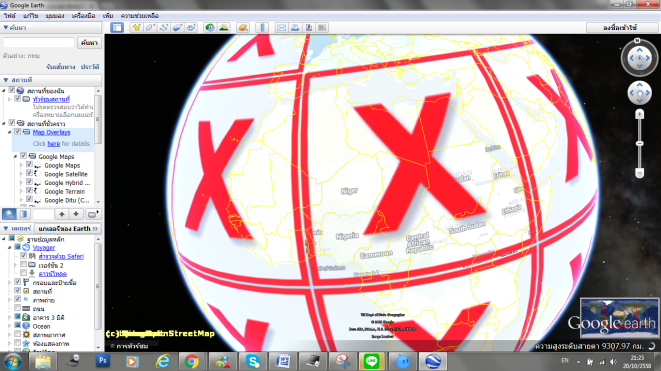 Google Earth
ไฟล์ แก้ไข มุมมอง เครื่องมือ เพิ่ม ความช่วยเหลือ
ค้นหา
ลงชื่อเข้าใช้
ค้นหา
ตัวอย่าง: กทม
รับเส้นทาง ประวัติ
สถานที่
สถานที่ของฉัน
ทัวร์ชมสถานที่
สถานที่ชั่วคราว
Map Overlays
Click here for details
Google Maps
Google Maps
Google Satellite
Google Hybrid ...
Google Terrain
Google Ditu (C...
เลเยอร์ แกลเลอรีของ Earth
ฐานข้อมูลหลัก
Voyager
สำรวจด้วย Safari
เวอร์ชัน 2
ดาวน์โหลด
กรอบและป้ายชื่อ
สถานที่
ภาพถ่าย
ถนน
อาคาร 3 มิติ
Ocean
สภาพอากาศ
ห้องแสดงภาพ
N
Niger
Nigeria
Cameroon
Central
African
Republic
South Sudan
Eritrea
Ethiopia
StreetMap
การทัวร์ชม
Google earth
ความสูงระดับสายตา 9307.97 กม.
EN
21:23
20/10/2558